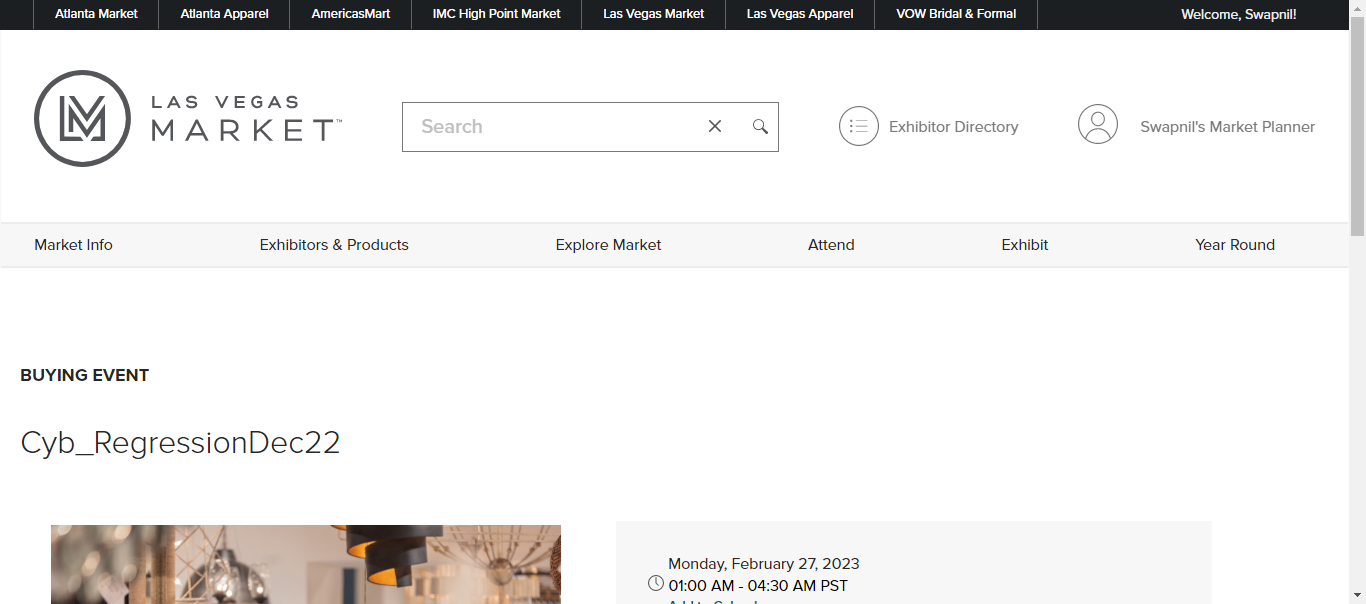 Atlanta Market Atlanta Apparel AmericasMart IMC High Point Market Las Vegas Market Las Vegas Apparel VOW Bridal & Formal Welcome, Swapnil!
LAS VEGAS
MARKET™
Search
Exhibitor Directory
Swapnil's Market Planner
Market Info Exhibitors & Products Explore Market Attend Exhibit Year Round
BUYING EVENT
Cyb_RegressionDec22
Monday, February 27, 2023
01:00 AM - 04:30 AM PST